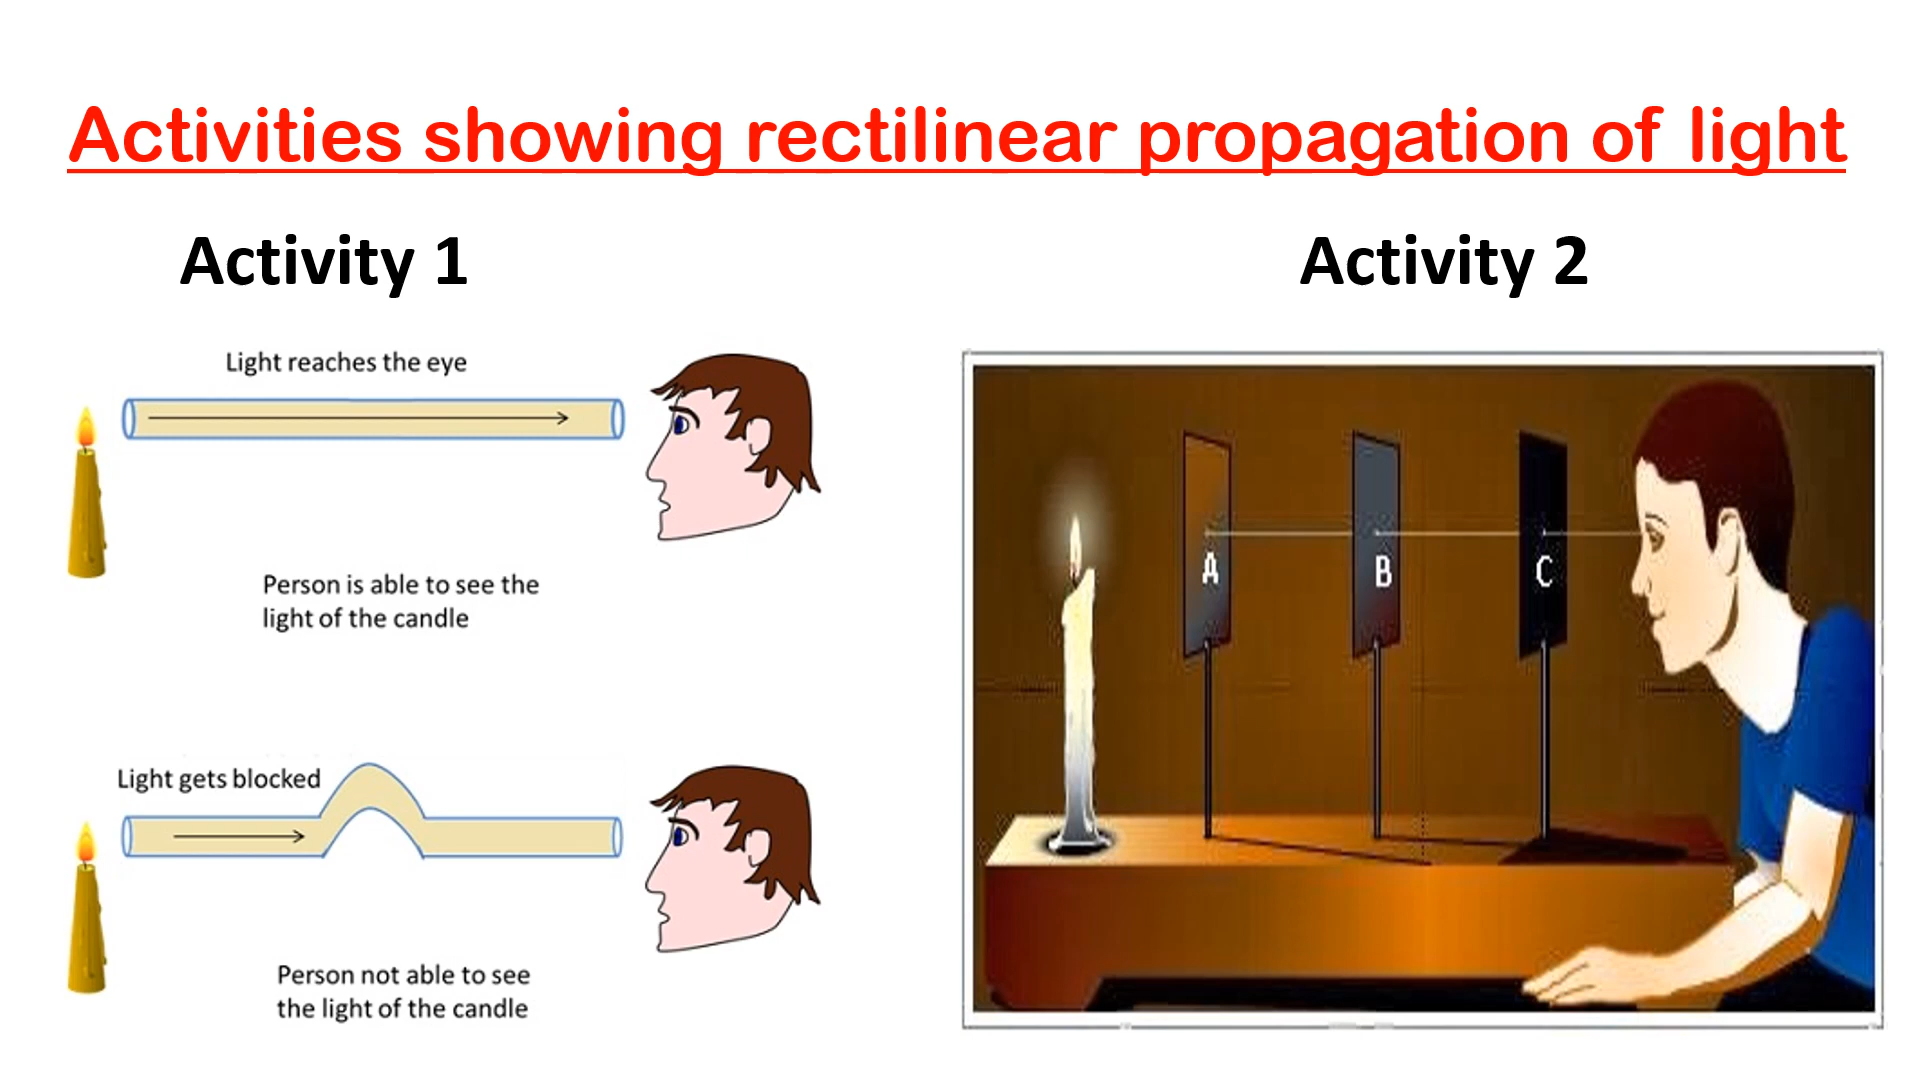 Activities showing rectilinear propagation of light
Activity 1
Light reaches the eye
Person is able to see the
light of the candle
Light gets blocked
Person not able to see
the light of the candle
Activity 2
A B C